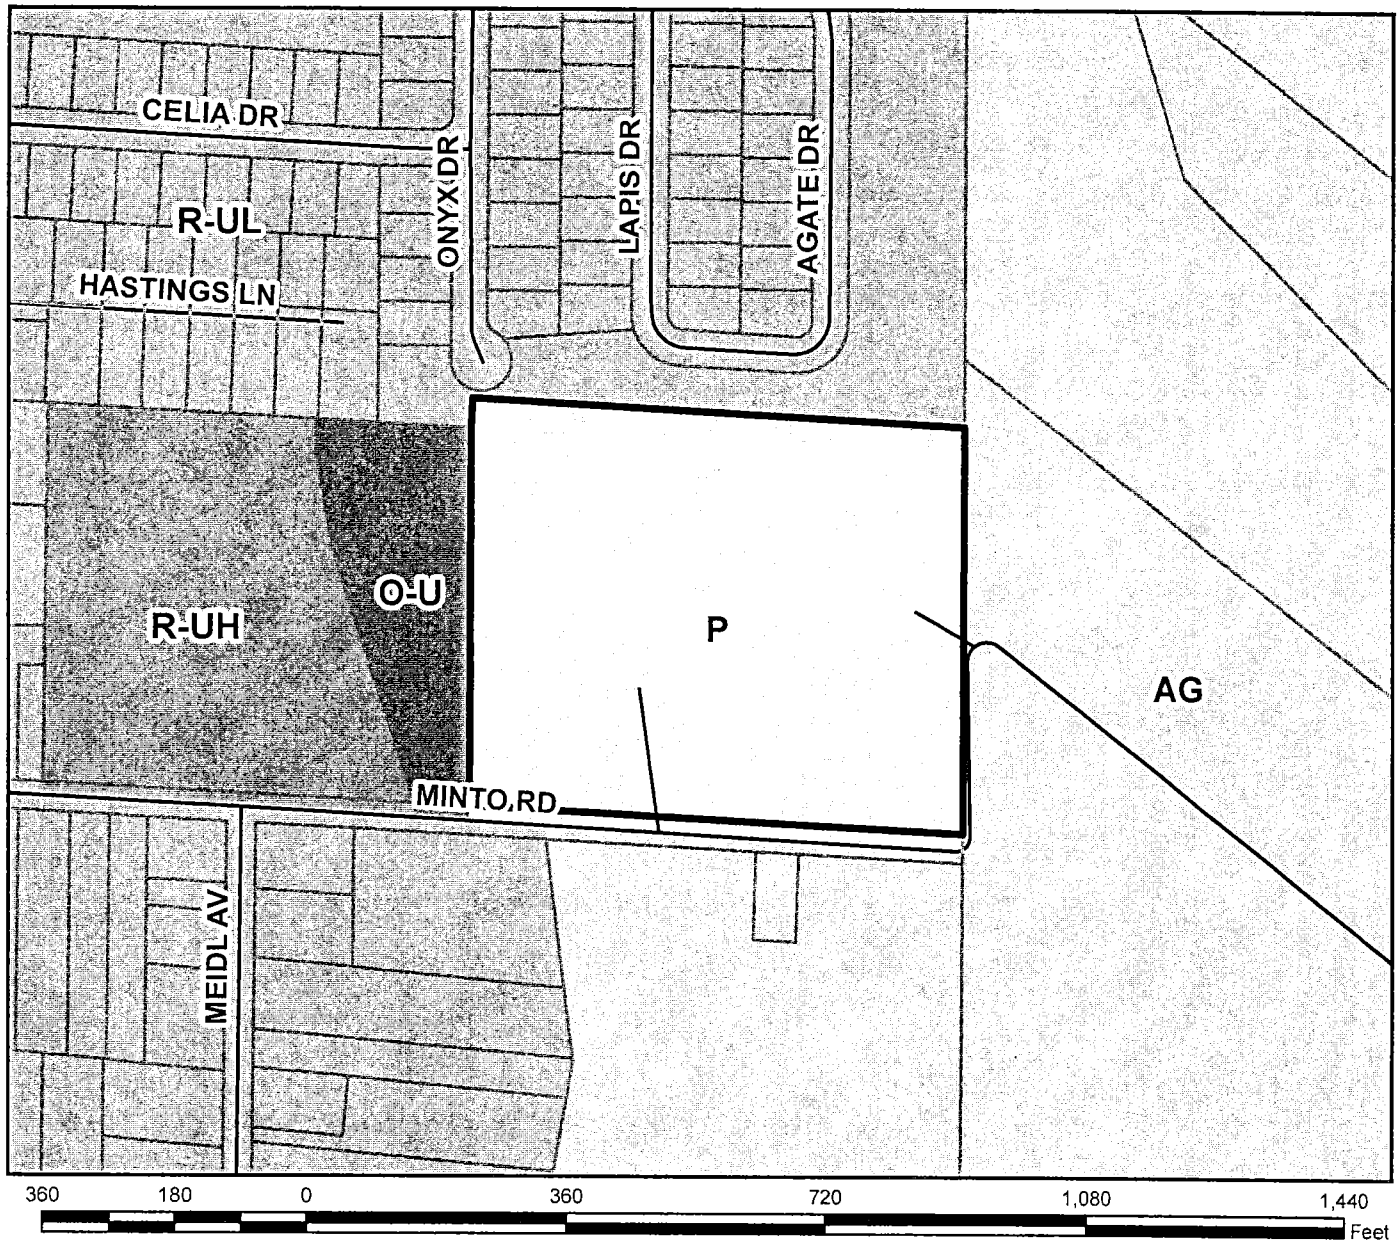 CELIA DR
ONYX DR
LAPIS DR
AGATE DR
R-UL
HASTINGS LN
O-U
R-UH
P
AG
MINTO RD
MEIDL AV
360 180 0 360 720 1,080 1,440
Feet